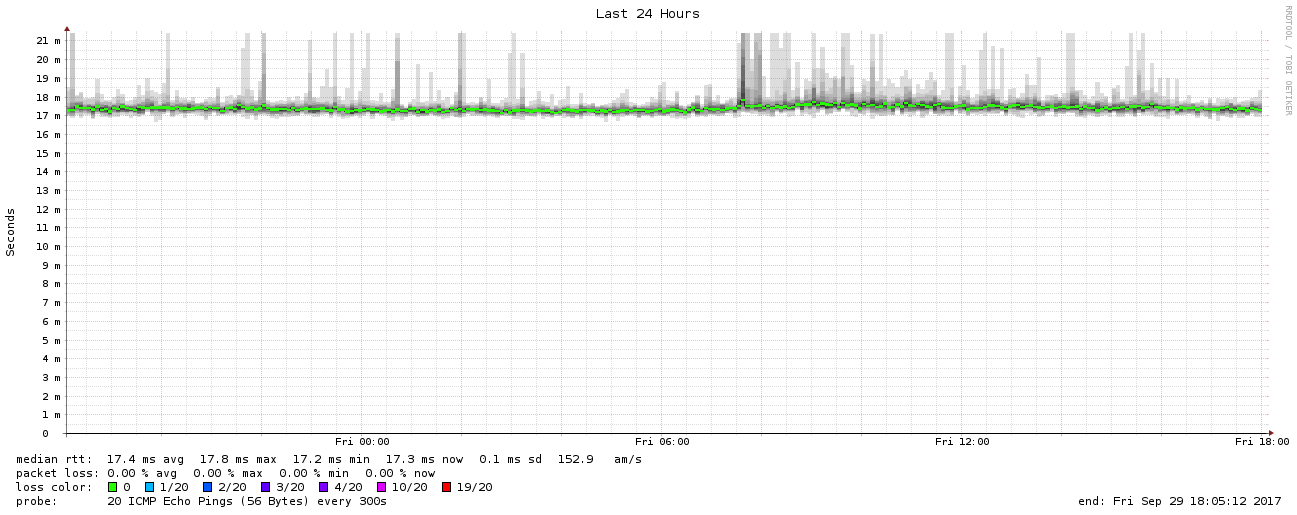 Last 24 Hours
RRDTOOL / TOBI OETIKER
Seconds
21 m
20 m
19 m
18 m
17 m
16 m
15 m
14 m
13 m
12 m
11 m
10 m
9 m
8 m
7 m
6 m
5 m
4 m
3 m
2 m
1 m
0
Fri 00:00 Fri 06:00 Fri 12:00 Fri 18:00
median rtt: 17.4 ms avg 17.8 ms max 17.2 ms min 17.3 ms now 0.1 ms sd 152.9 am/s
packet loss: 0.00 % avg 0.00 % max 0.00 % min 0.00 % now
loss color: 0 1/20 2/20 3/20 4/20 10/20 19/20
probe: 20 ICMP Echo Pings (56 Bytes) every 300s end: Fri Sep 29 18:05:12 2017